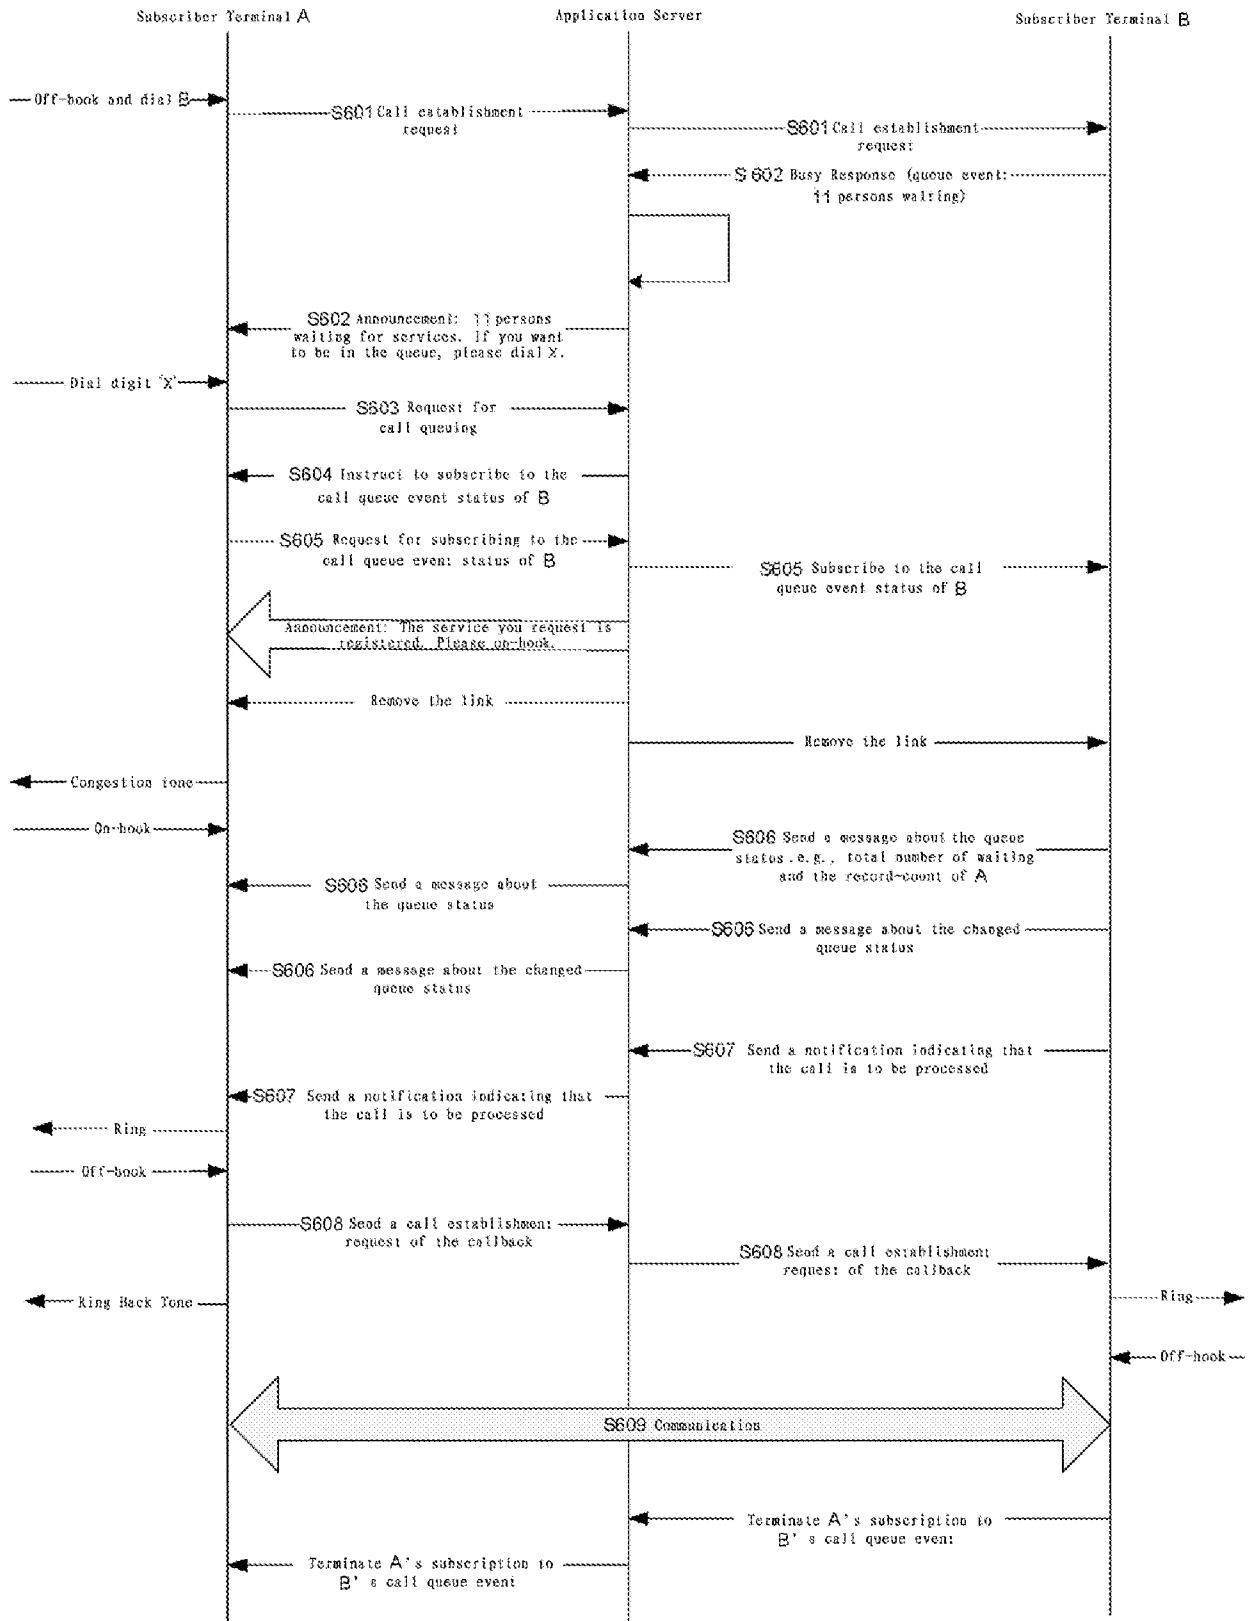 Subscriber Terminal A
Application Server
Subscriber Terminal B
Off-hook and dial B
S601 Call establishment
request
S601 Call establishment
request
S602 Busy Response (queue event:
11 persons waiting)
S602 Announcement: 11 persons
waiting for services. If you want
to be in the queue, please dial X.
Dial digit 'X'
S603 Request for
call queuing
S604 Instruct to subscribe to the
call queue event status of B
S605 Request for subscribing to the
call queue event status of B
S605 Subscribe to the call
queue event status of B
Announcement: The service you request is
registered. Please on-hook.
Remove the link
Remove the link
Congestion tone
On-hook
S606 Send a message about the queue
status. e.g., total number of waiting
and the record-count of A
S606 Send a message about
the queue status
S606 Send a message about the changed
queue status
S606 Send a message about the changed
queue status
S607 Send a notification indicating that
the call is to be processed
S607 Send a notification indicating that
the call is to be processed
Ring
Off-hook
S608 Send a call establishment
request of the callback
S608 Send a call establishment
request of the callback
Ring Back Tone
Ring
Off-hook
S609 Communication
Terminate A's subscription to
B's call queue event
Terminate A's subscription to
B's call queue event